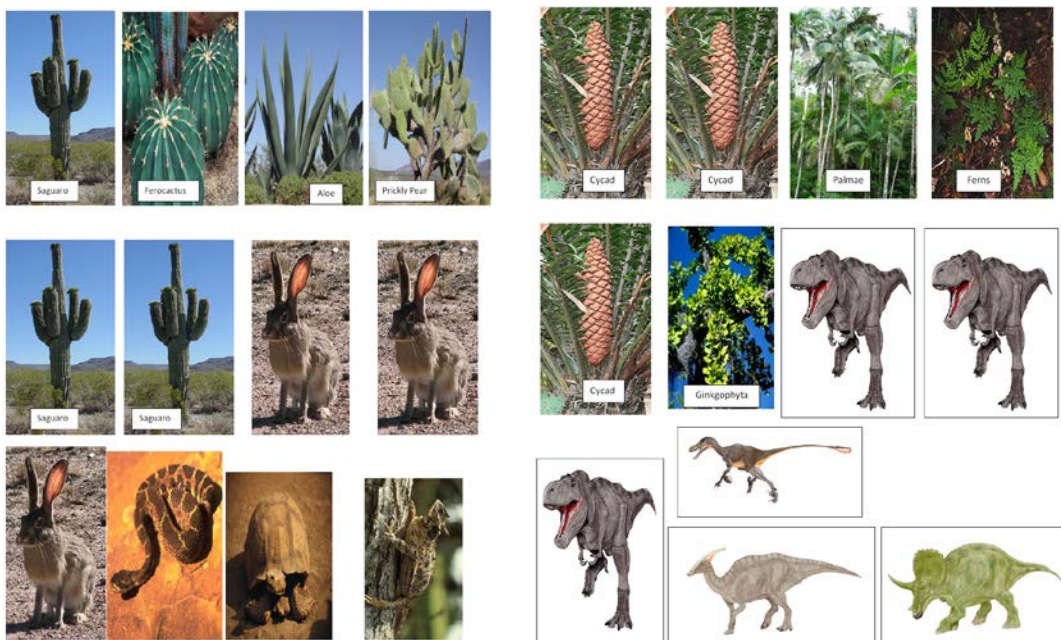 Saguaro
Ferocactus
Aloe
Prickly Pear
Cycad
Cycad
Palmae
Ferns
Saguaro
Saguaro
Cycad
Ginkgophyta